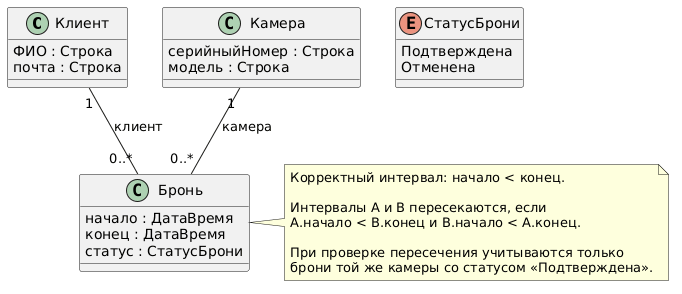 C Клиент
ФИО : Строка
почта : Строка
C Камера
серийныйНомер : Строка
модель : Строка
E СтатусБрони
Подтверждена
Отменена
1
1
клиент
камера
0..*
0..*
C Бронь
начало : ДатаВремя
конец : ДатаВремя
статус : СтатусБрони
Корректный интервал: начало < конец.
Интервалы A и B пересекаются, если
A.начало < B.конец и B.начало < A.конец.
При проверке пересечения учитываются только
брони той же камеры со статусом «Подтверждена».